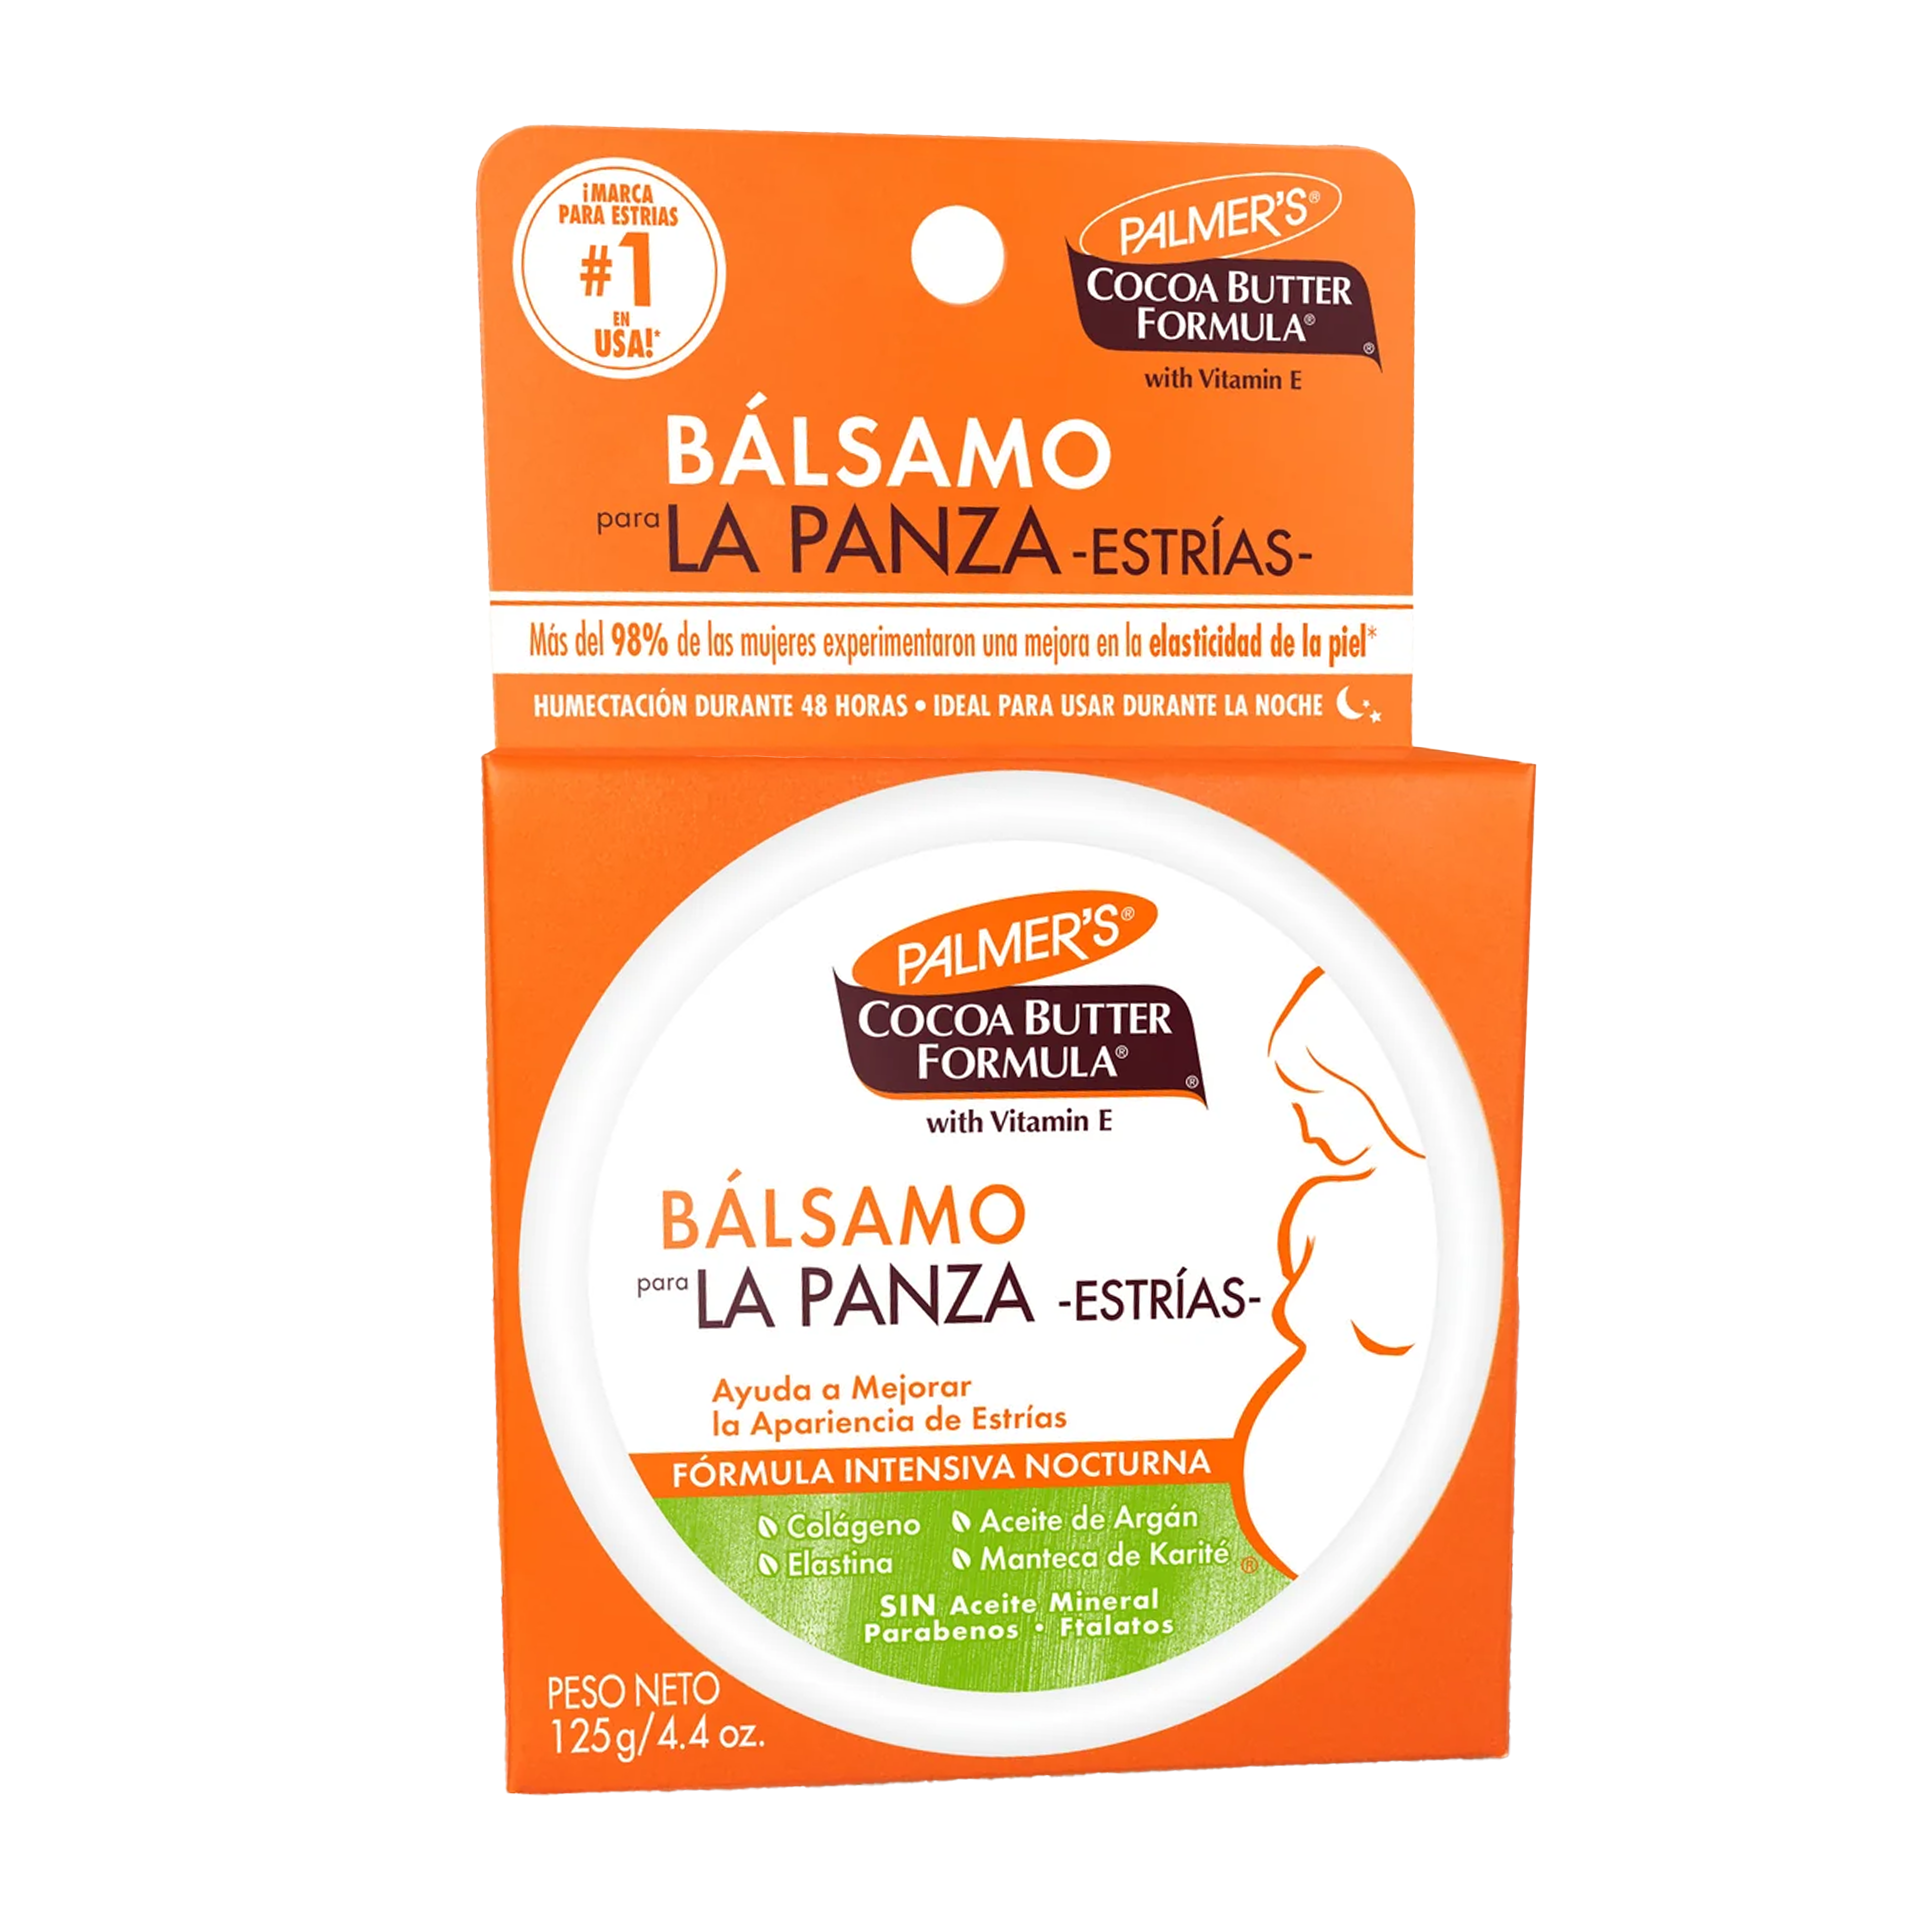 ¡MARCA
PARA ESTRIAS
#1
EN
USA!*
PALMER'S®
COCOA BUTTER
FORMULA®
®
with Vitamin E
BÁLSAMO
para LA PANZA -ESTRÍAS-
Más del 98% de las mujeres experimentaron una mejora en la elasticidad de la piel*
HUMECTACIÓN DURANTE 48 HORAS • IDEAL PARA USAR DURANTE LA NOCHE
PALMER'S®
COCOA BUTTER
FORMULA®
®
with Vitamin E
BÁLSAMO
para LA PANZA -ESTRÍAS-
Ayuda a Mejorar
la Apariencia de Estrías
FÓRMULA INTENSIVA NOCTURNA
Colágeno Aceite de Argán
Elastina Manteca de Karité ®
SIN Aceite Mineral
Parabenos • Ftalatos
PESO NETO
125g/4.4 oz.